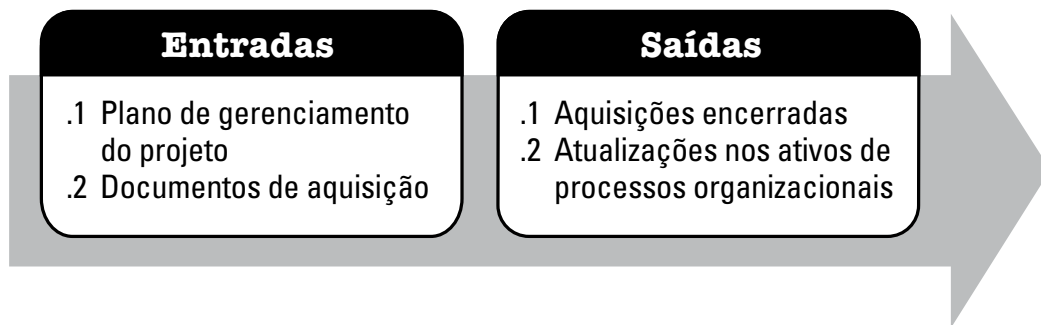 Entradas
.1 Plano de gerenciamento
do projeto
.2 Documentos de aquisição
Saídas
.1 Aquisições encerradas
.2 Atualizações nos ativos de
processos organizacionais